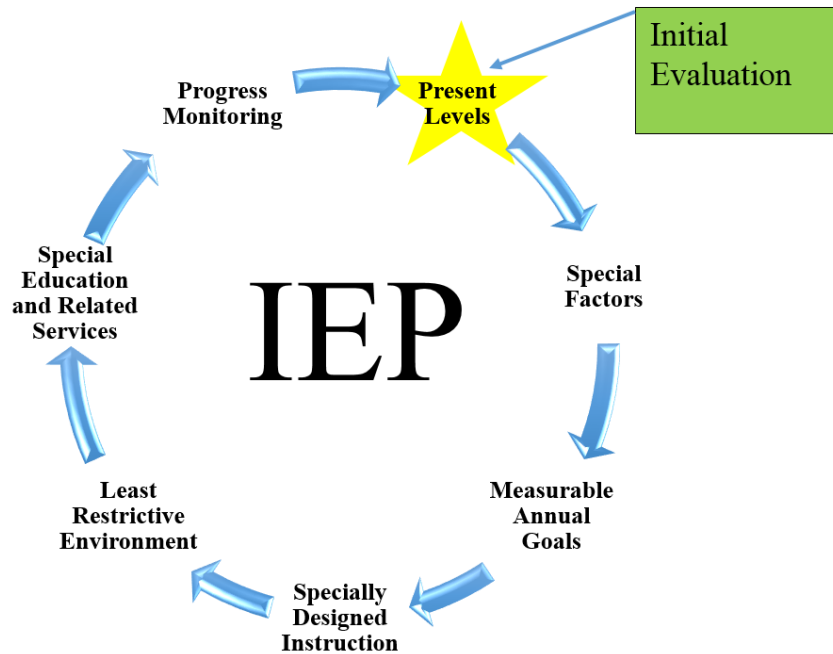 Initial
Evaluation
Present
Levels
Special
Factors
Measurable
Annual
Goals
Specially
Designed
Instruction
Least
Restrictive
Environment
Special
Education
and Related
Services
Progress
Monitoring
IEP